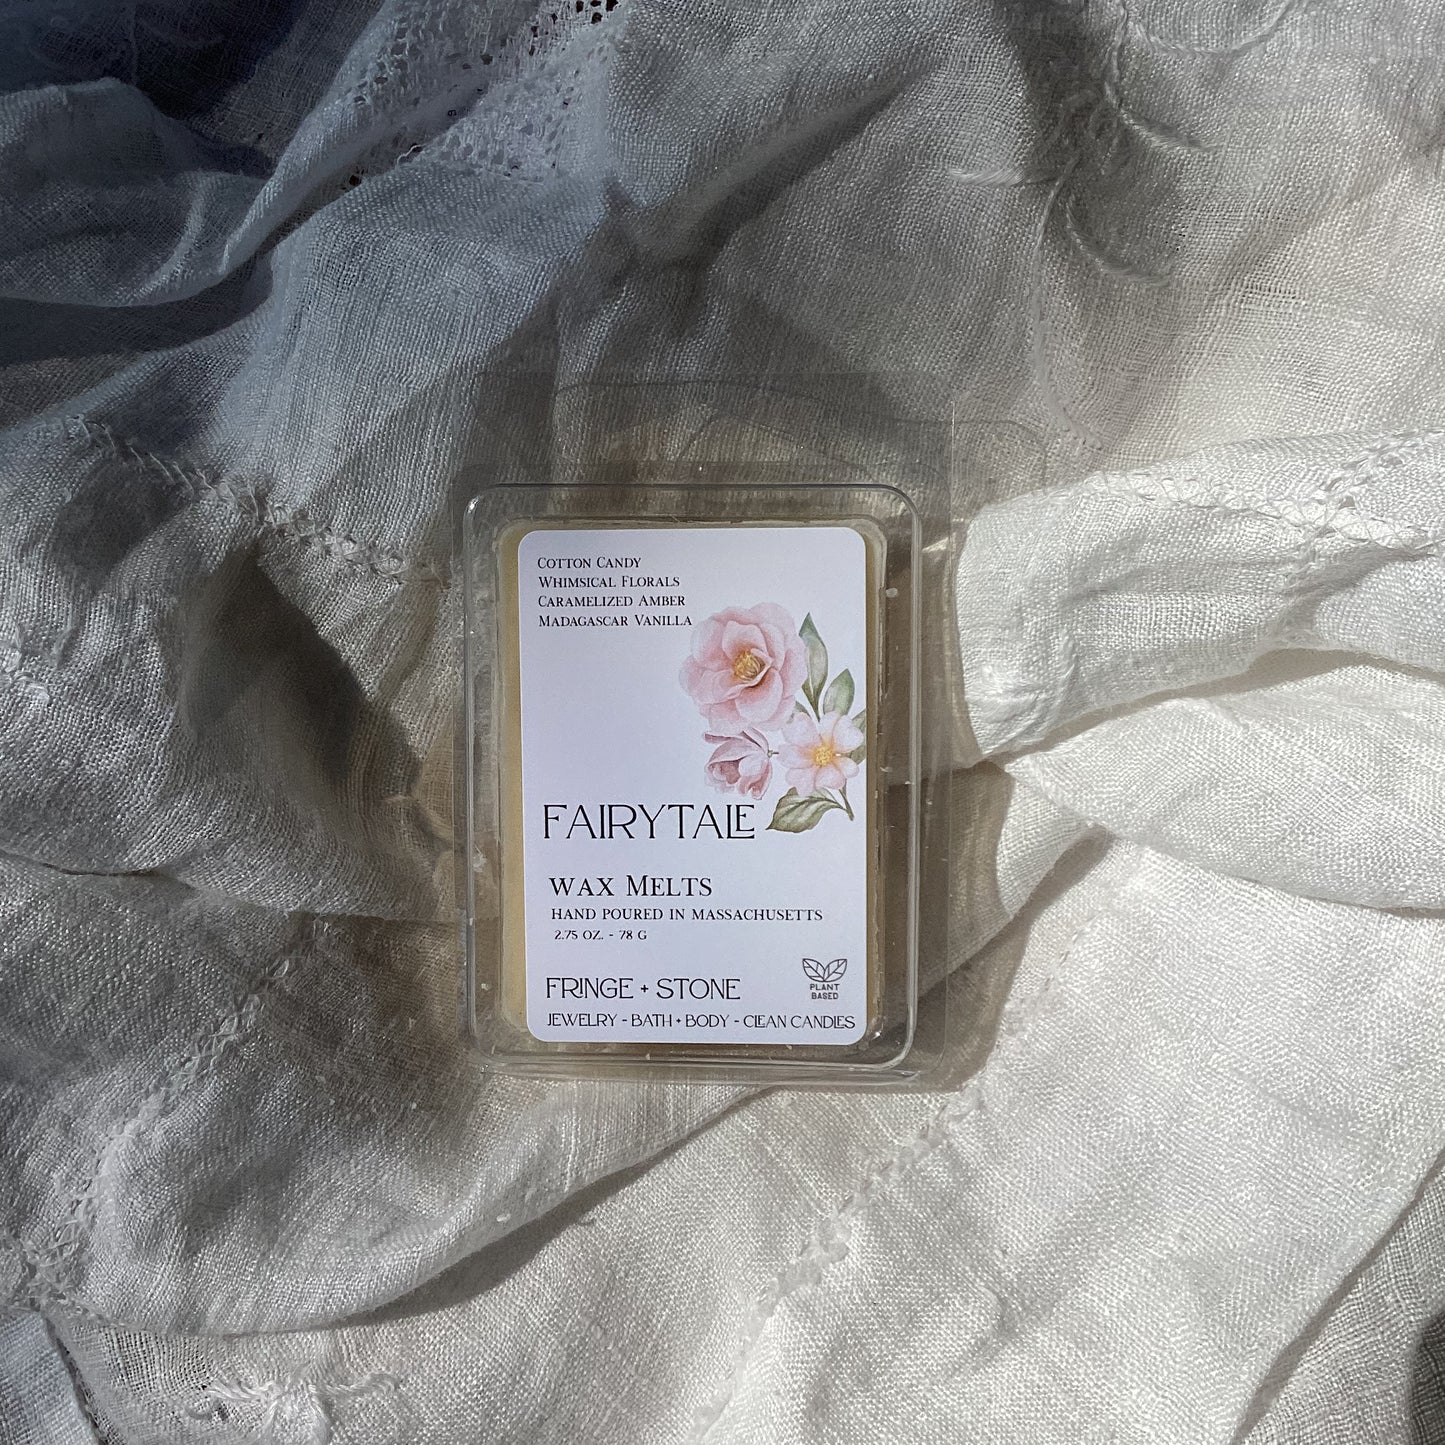 Cotton Candy
Whimsical Florals
Caramelized Amber
Madagascar Vanilla
FAIRYTALE
WAX MELTS
HAND POURED IN MASSACHUSETTS
2.75 OZ. - 78 G
FRINGE + STONE
PLANT
BASED
JEWELRY - BATH + BODY - CLEAN CANDLES